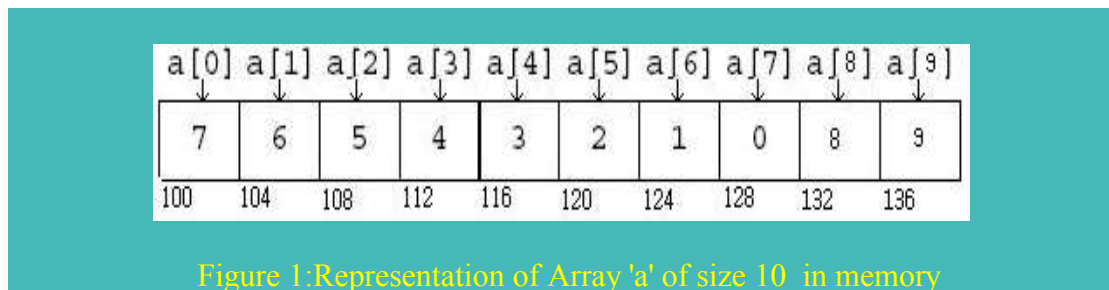 a[0] a[1] a[2] a[3] a[4] a[5] a[6] a[7] a[8] a[9]
7 6 5 4 3 2 1 0 8 9
100 104 108 112 116 120 124 128 132 136
Figure 1:Representation of Array 'a' of size 10 in memory